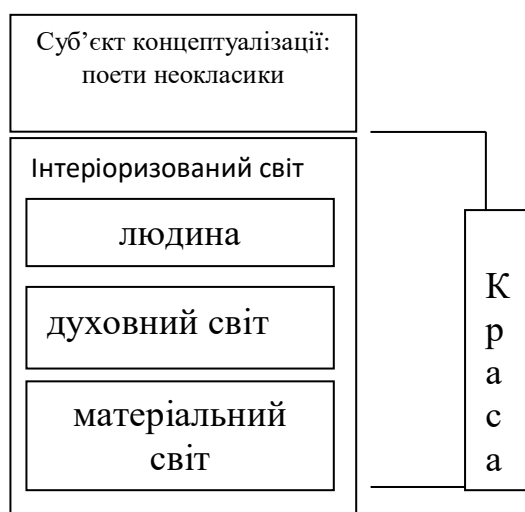 Суб’єкт концептуалізації:
поети неокласики
Інтеріоризований світ
людина
духовний світ
матеріальний
світ
К
р
а
с
а